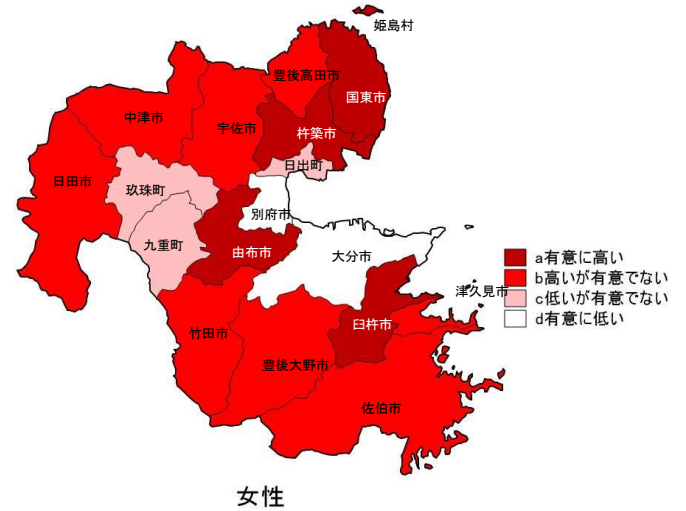 姫島村
豊後高田市
国東市
中津市
宇佐市
杵築市
日出町
日田市
玖珠町
別府市
九重町
由布市
大分市
a有意に高い
b高いが有意でない
c低いが有意でない
d有意に低い
津久見市
臼杵市
竹田市
豊後大野市
佐伯市
女性